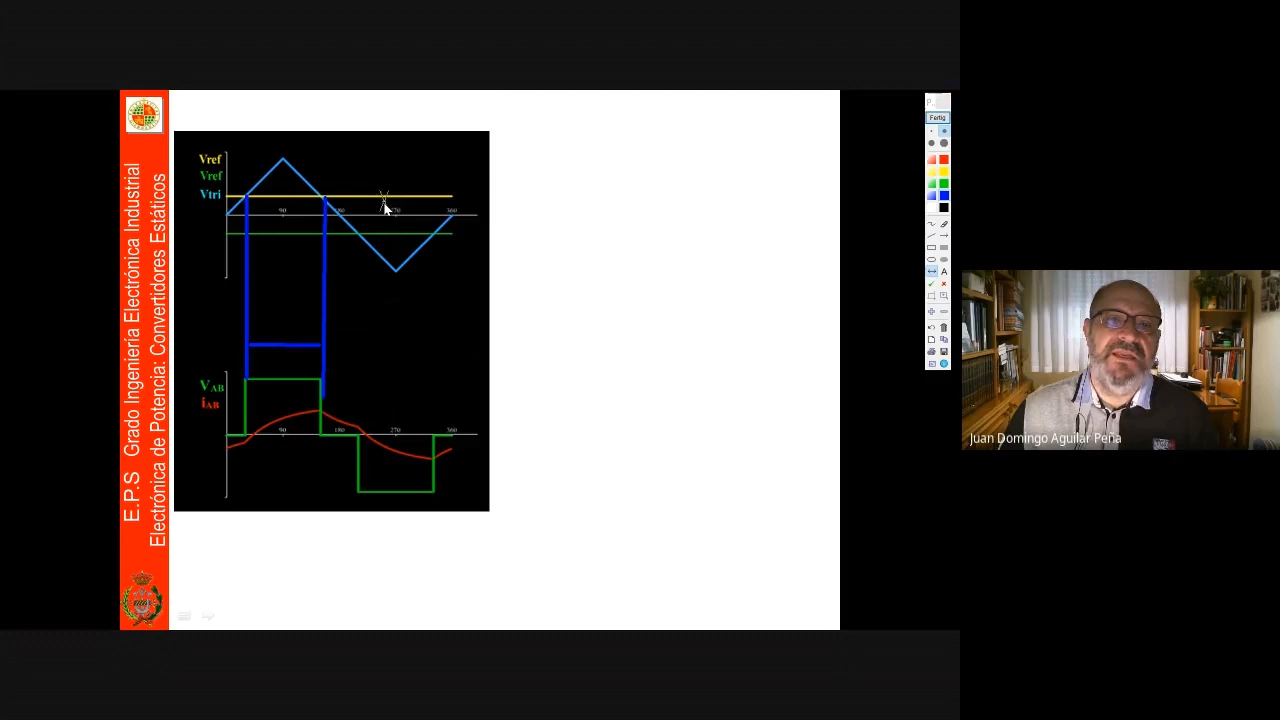 E.P.S Grado Ingeniería Electrónica Industrial
Electrónica de Potencia: Convertidores Estáticos
Vref
Vref
Vtri
90
180
270
360
VAB
iAB
90
180
270
360
P..
Fertig
A
Juan Domingo Aguilar Peña